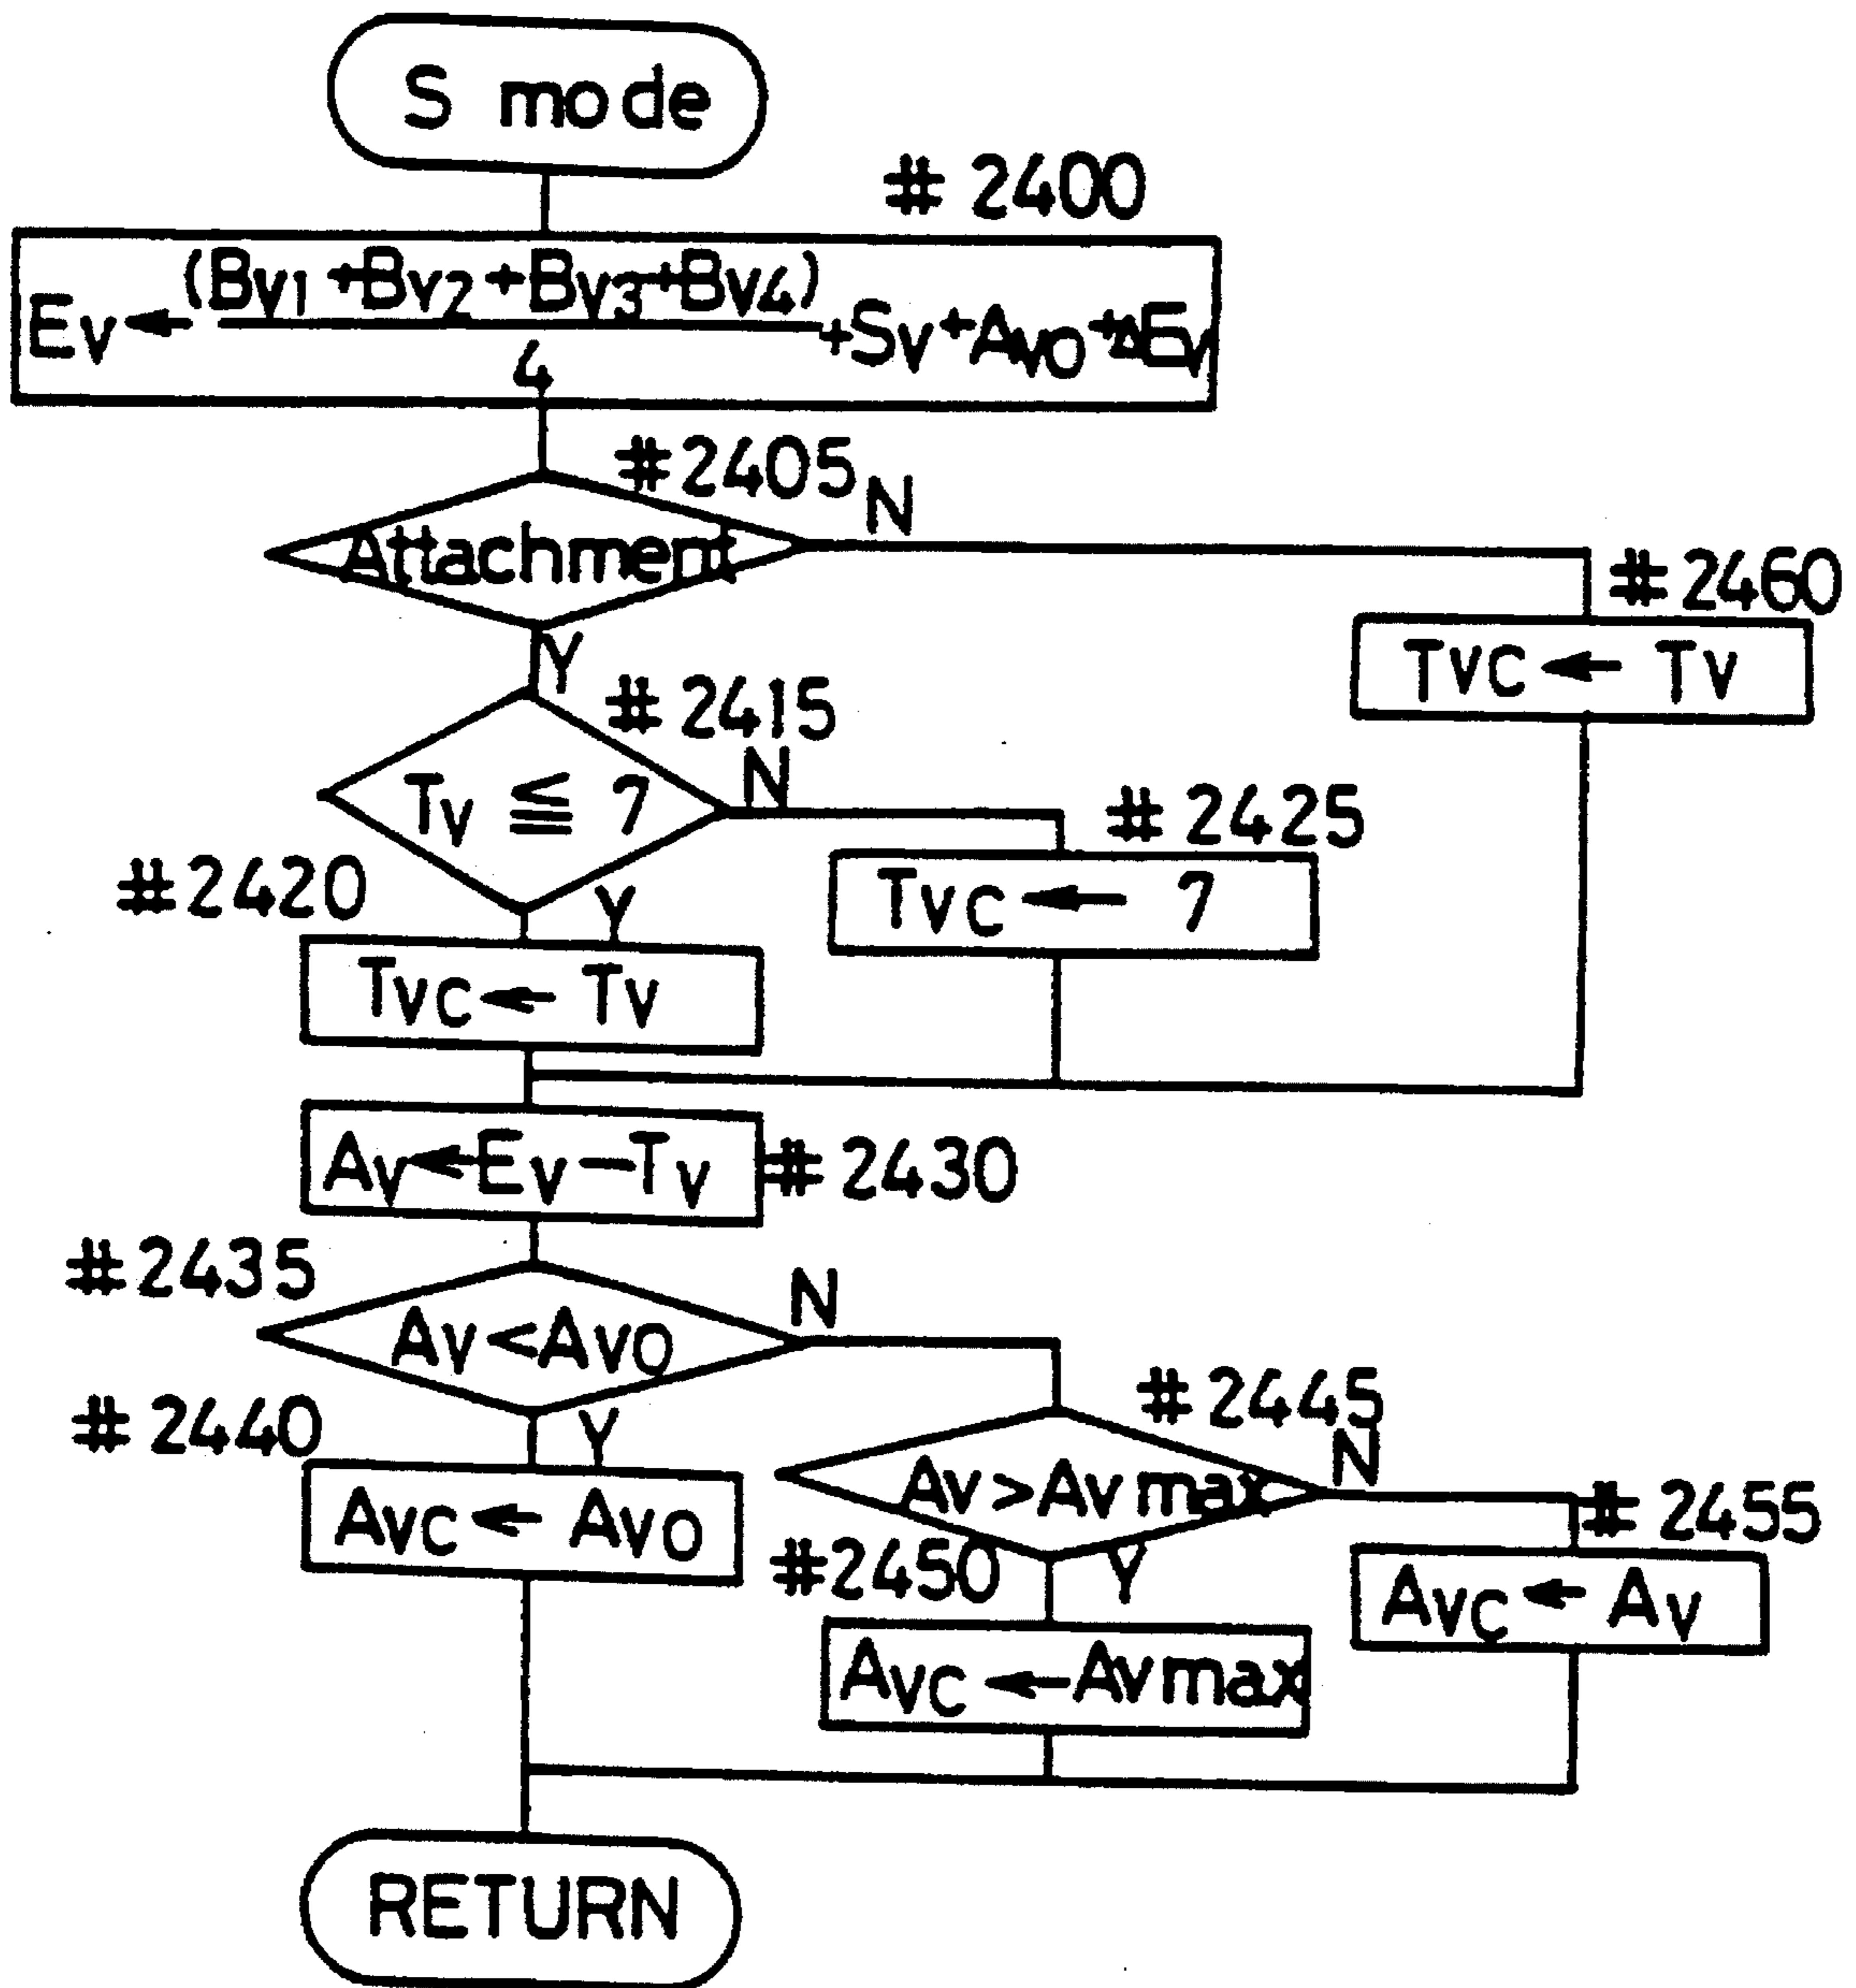 S mode
# 2400
(Bv1 +Bv2 +Bv3+Bv4)
Ev← +Sv+Avo+ΔEv
4
#2405
N
Attachment
# 2460
Y
Tvc ← Tv
# 2415
Tv ≦ 7
N
# 2425
#2420
Y
Tvc ← 7
Tvc ← Tv
Av←Ev−Tv
# 2430
#2435
N
Av<Avo
# 2445
# 2440
Y
N
Av>Avmax
# 2455
Avc ← Avo
#2450
Y
Avc ← Av
Avc ←Avmax
RETURN